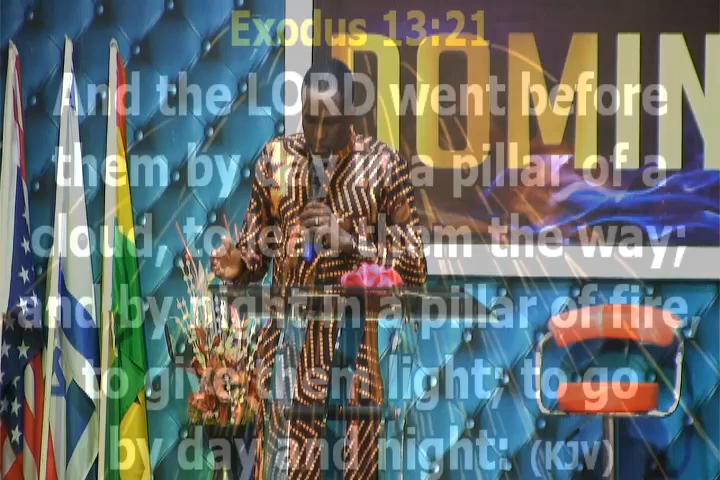 Exodus 13:21
DOMIN
And the LORD went before
them by day in a pillar of a
cloud, to lead them the way;
and by night in a pillar of fire
to give them light; to go
by day and night: (KJV)